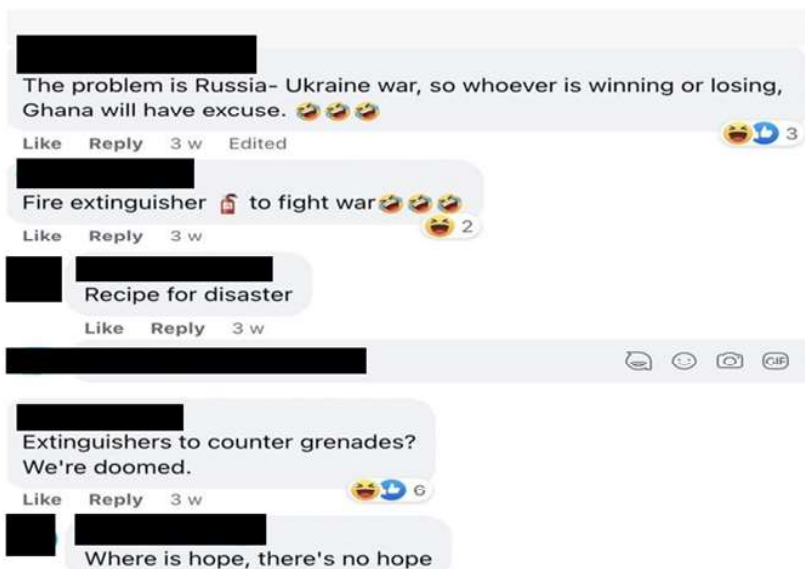 The problem is Russia- Ukraine war, so whoever is winning or losing,
Ghana will have excuse. 🤣🤣🤣
3
Like Reply 3 w Edited
Fire extinguisher 🧯 to fight war🤣🤣🤣
2
Like Reply 3 w
Recipe for disaster
Like Reply 3 w
GIF
Extinguishers to counter grenades?
We're doomed.
6
Like Reply 3 w
Where is hope, there's no hope